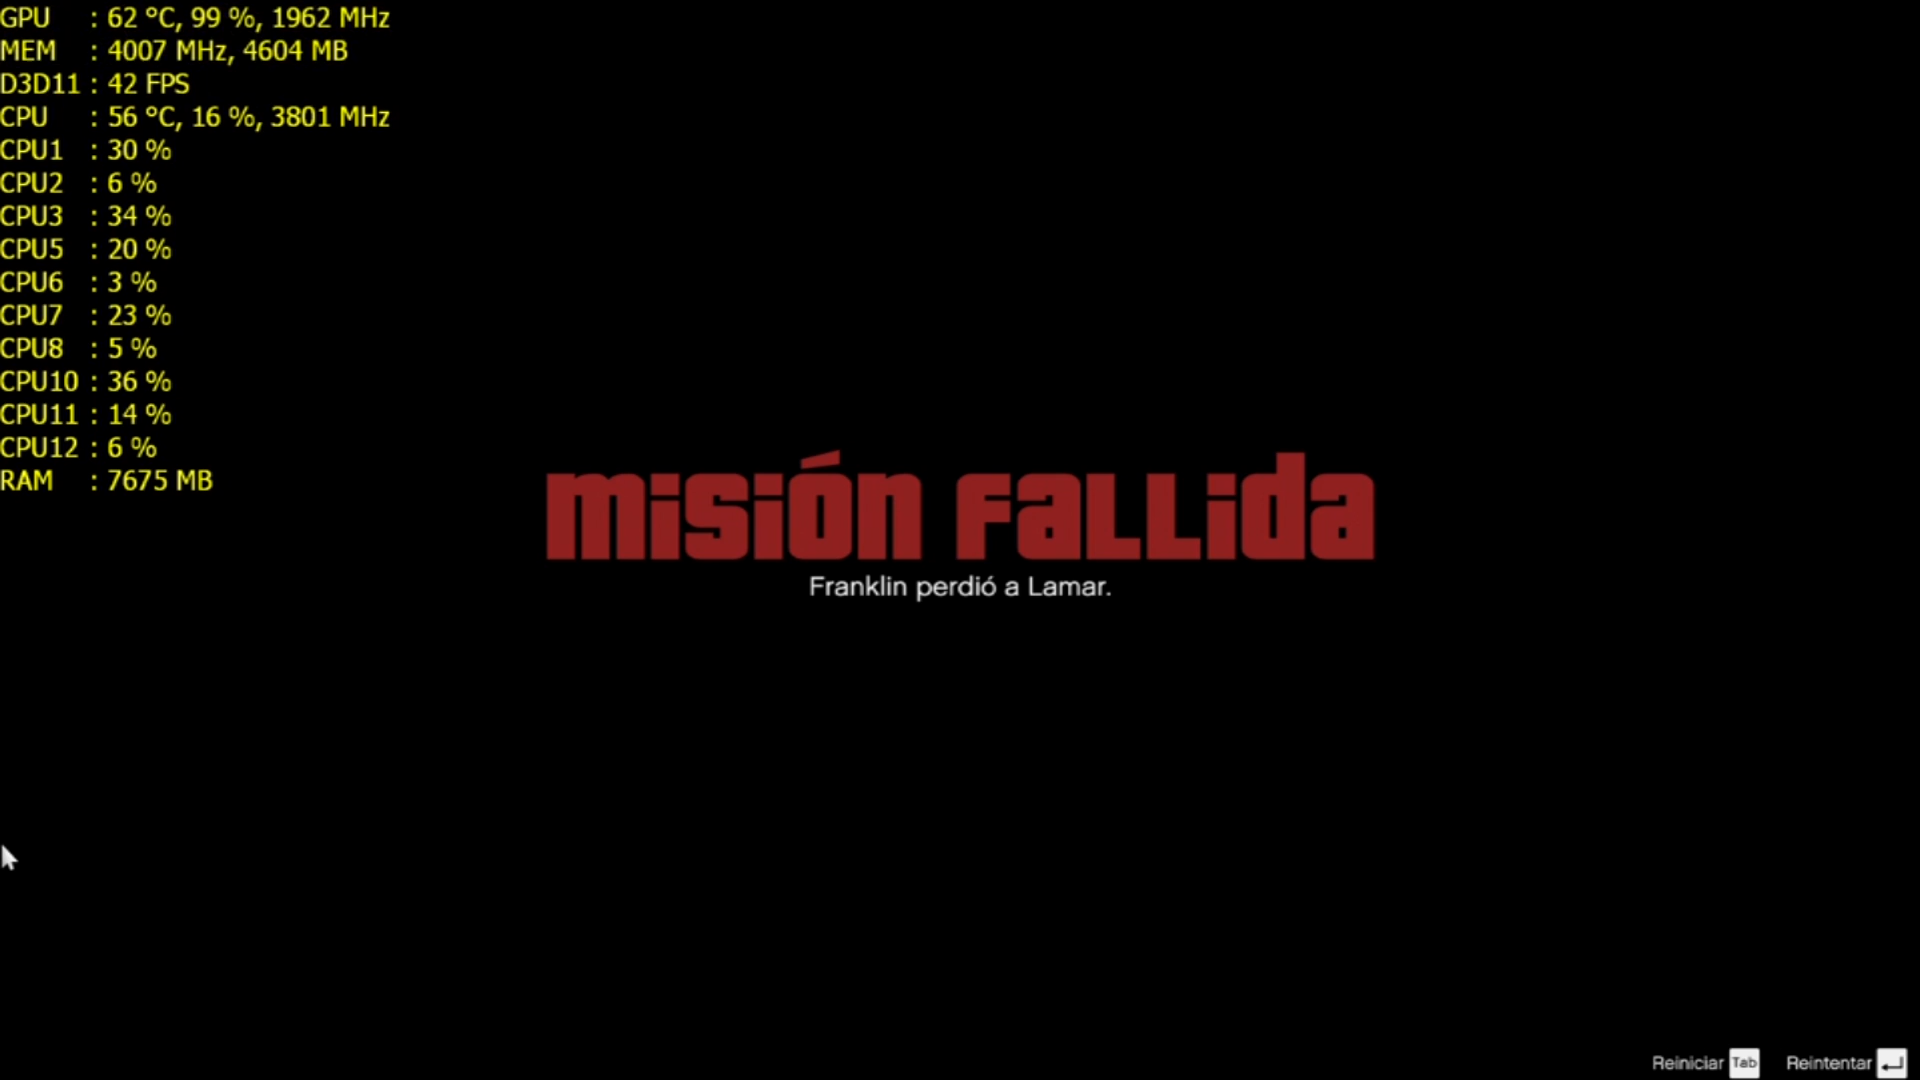 GPU : 62 °C, 99 %, 1962 MHz
MEM : 4007 MHz, 4604 MB
D3D11 : 42 FPS
CPU : 56 °C, 16 %, 3801 MHz
CPU1 : 30 %
CPU2 : 6 %
CPU3 : 34 %
CPU5 : 20 %
CPU6 : 3 %
CPU7 : 23 %
CPU8 : 5 %
CPU10 : 36 %
CPU11 : 14 %
CPU12 : 6 %
RAM : 7675 MB
misión fallida
Franklin perdió a Lamar.
Reiniciar Tab Reintentar